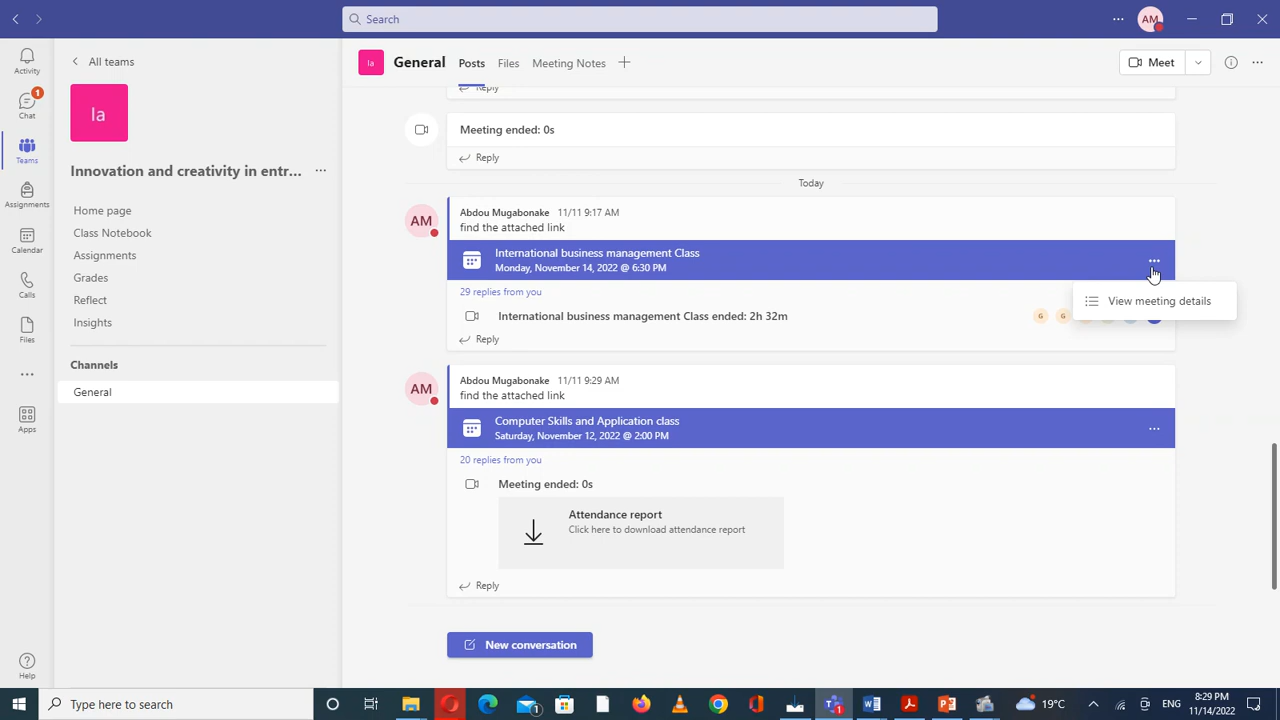 Search
AM
Activity
Chat
1
Teams
Assignments
Calendar
Calls
Files
Apps
Help
All teams
Ia
Innovation and creativity in entr...
Home page
Class Notebook
Assignments
Grades
Reflect
Insights
Channels
General
Ia
General
Posts
Files
Meeting Notes
Meet
Reply
Meeting ended: 0s
Reply
Today
AM
Abdou Mugabonake 11/11 9:17 AM
find the attached link
International business management Class
Monday, November 14, 2022 @ 6:30 PM
View meeting details
29 replies from you
International business management Class ended: 2h 32m
G G
Reply
AM
Abdou Mugabonake 11/11 9:29 AM
find the attached link
Computer Skills and Application class
Saturday, November 12, 2022 @ 2:00 PM
20 replies from you
Meeting ended: 0s
Attendance report
Click here to download attendance report
Reply
New conversation
Type here to search
19°C
ENG
8:29 PM
11/14/2022